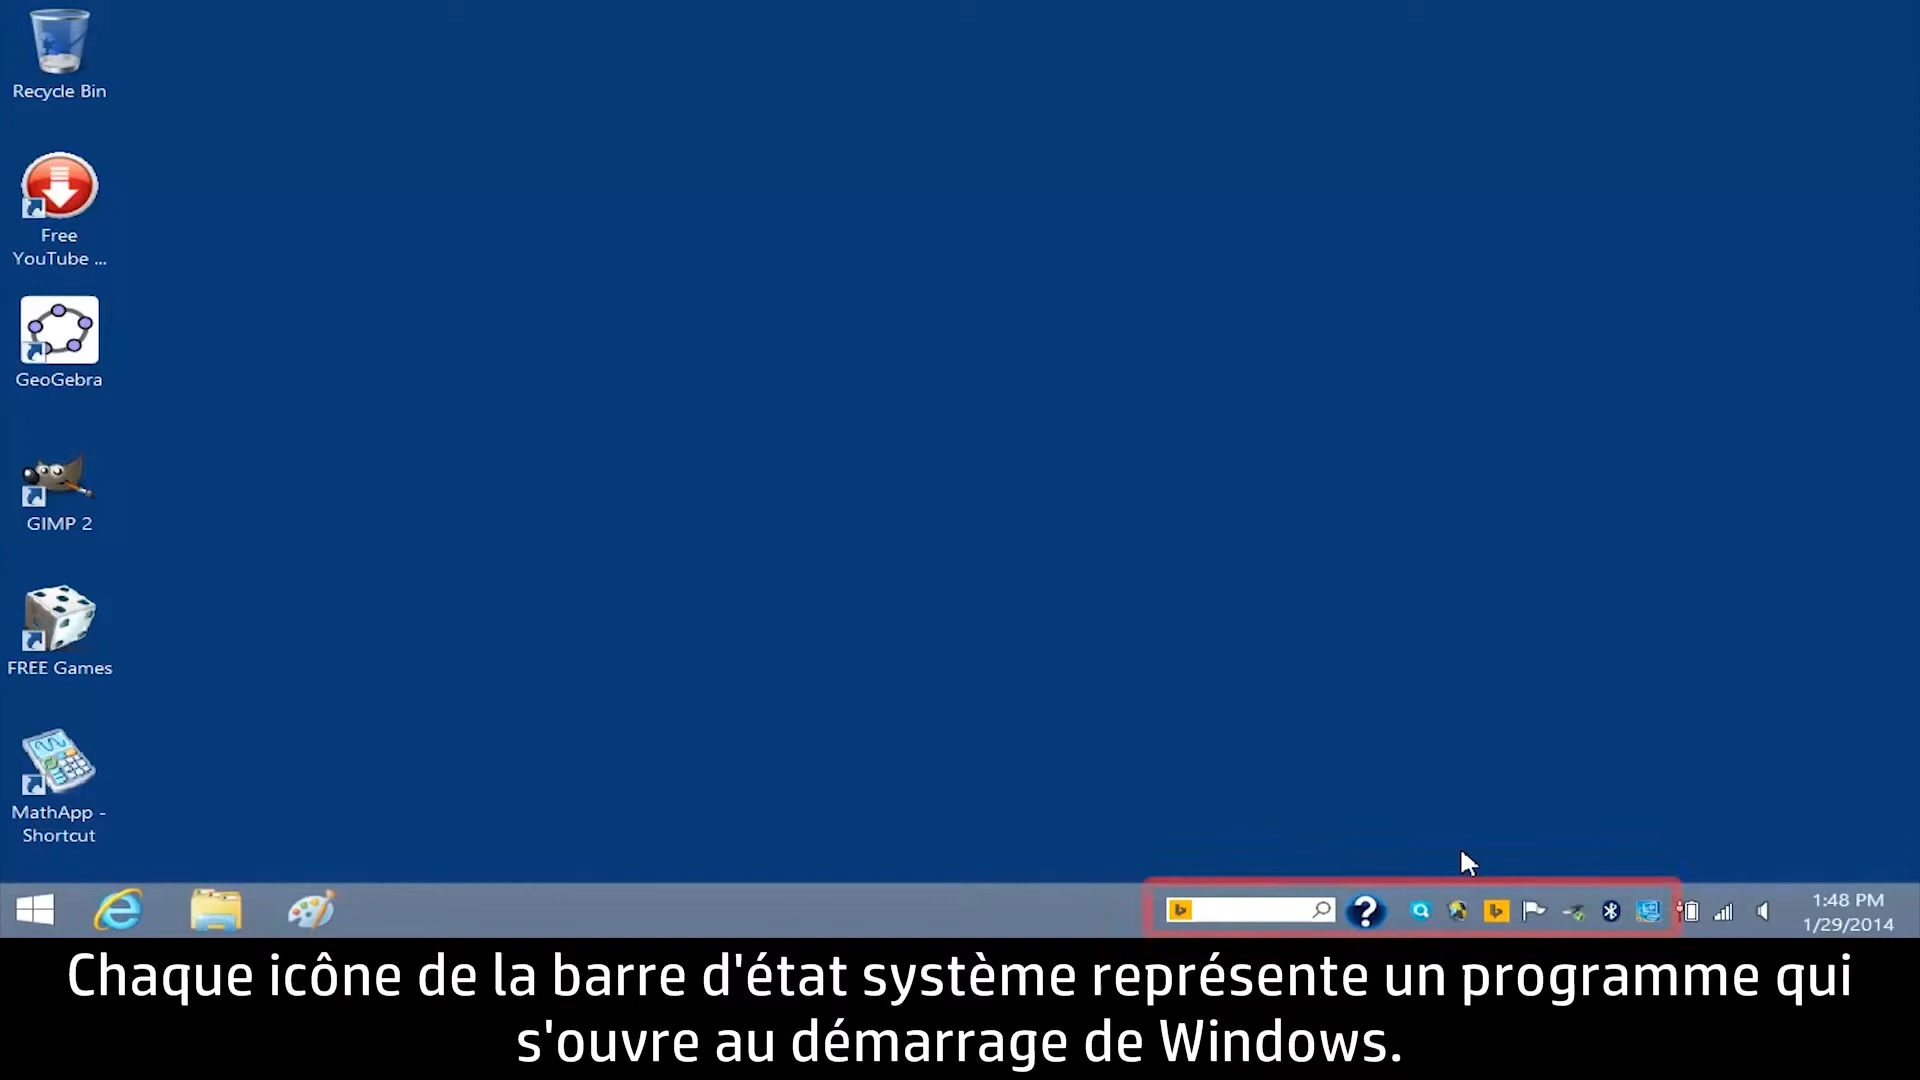 Recycle Bin
Free
YouTube ...
GeoGebra
GIMP 2
FREE Games
MathApp -
Shortcut
1:48 PM
1/29/2014
Chaque icône de la barre d'état système représente un programme qui
s'ouvre au démarrage de Windows.